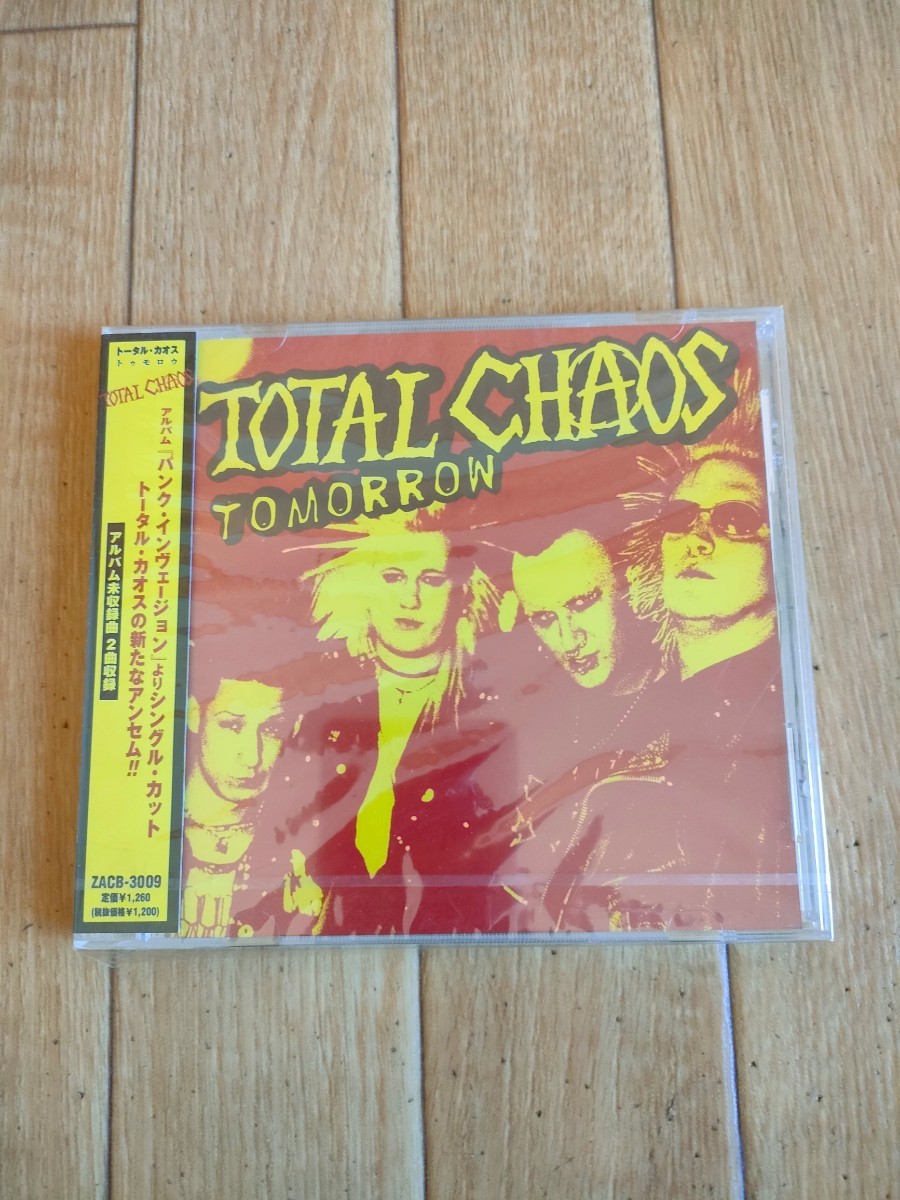 トータル・カオス
トゥモロウ
TOTAL CHAOS
アルバム『パンク・インヴェージョン』よりシングル・カット
トータル・カオスの新たなアンセム!!
アルバム未収録曲 2曲収録
ZACB-3009
定価¥1,260
(税抜価格¥1,200)
TOTAL CHAOS
TOMORROW